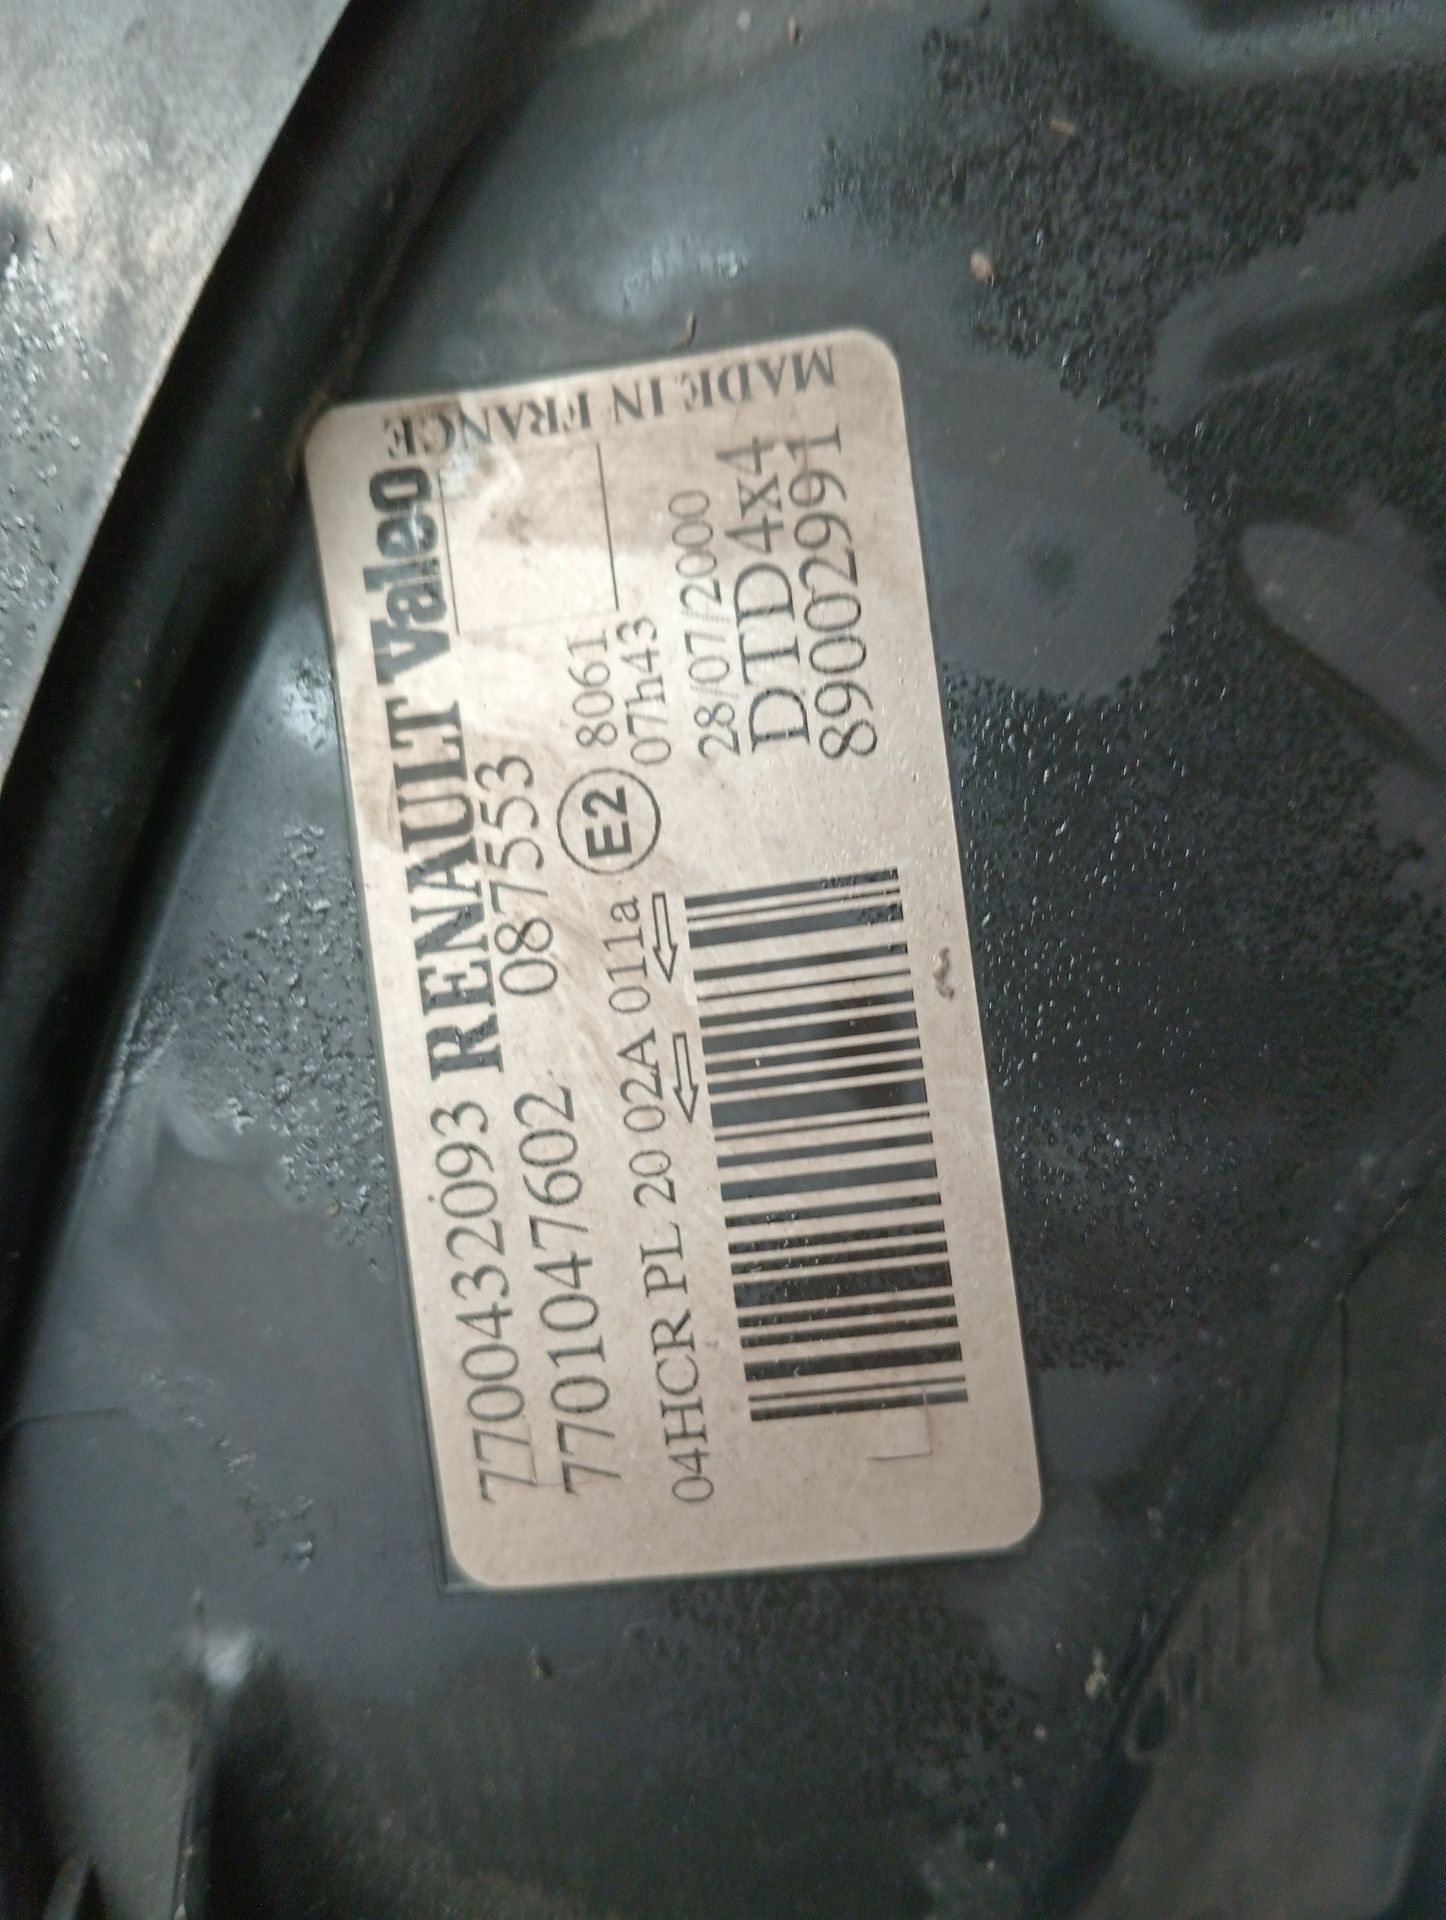 7700432093 RENAULT Valeo
7701047602 087553
04HCR PL 20 02A 011a E2 8061
07h43
28/07/2000
DTD4x4
89002991
MADE IN FRANCE